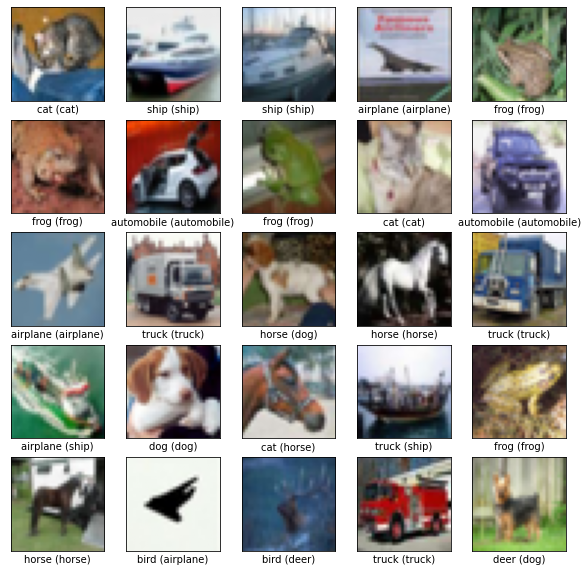 cat (cat)
ship (ship)
ship (ship)
airplane (airplane)
frog (frog)
frog (frog)
automobile (automobile)
frog (frog)
cat (cat)
automobile (automobile)
airplane (airplane)
truck (truck)
horse (dog)
horse (horse)
truck (truck)
airplane (ship)
dog (dog)
cat (horse)
truck (ship)
frog (frog)
horse (horse)
bird (airplane)
bird (deer)
truck (truck)
deer (dog)